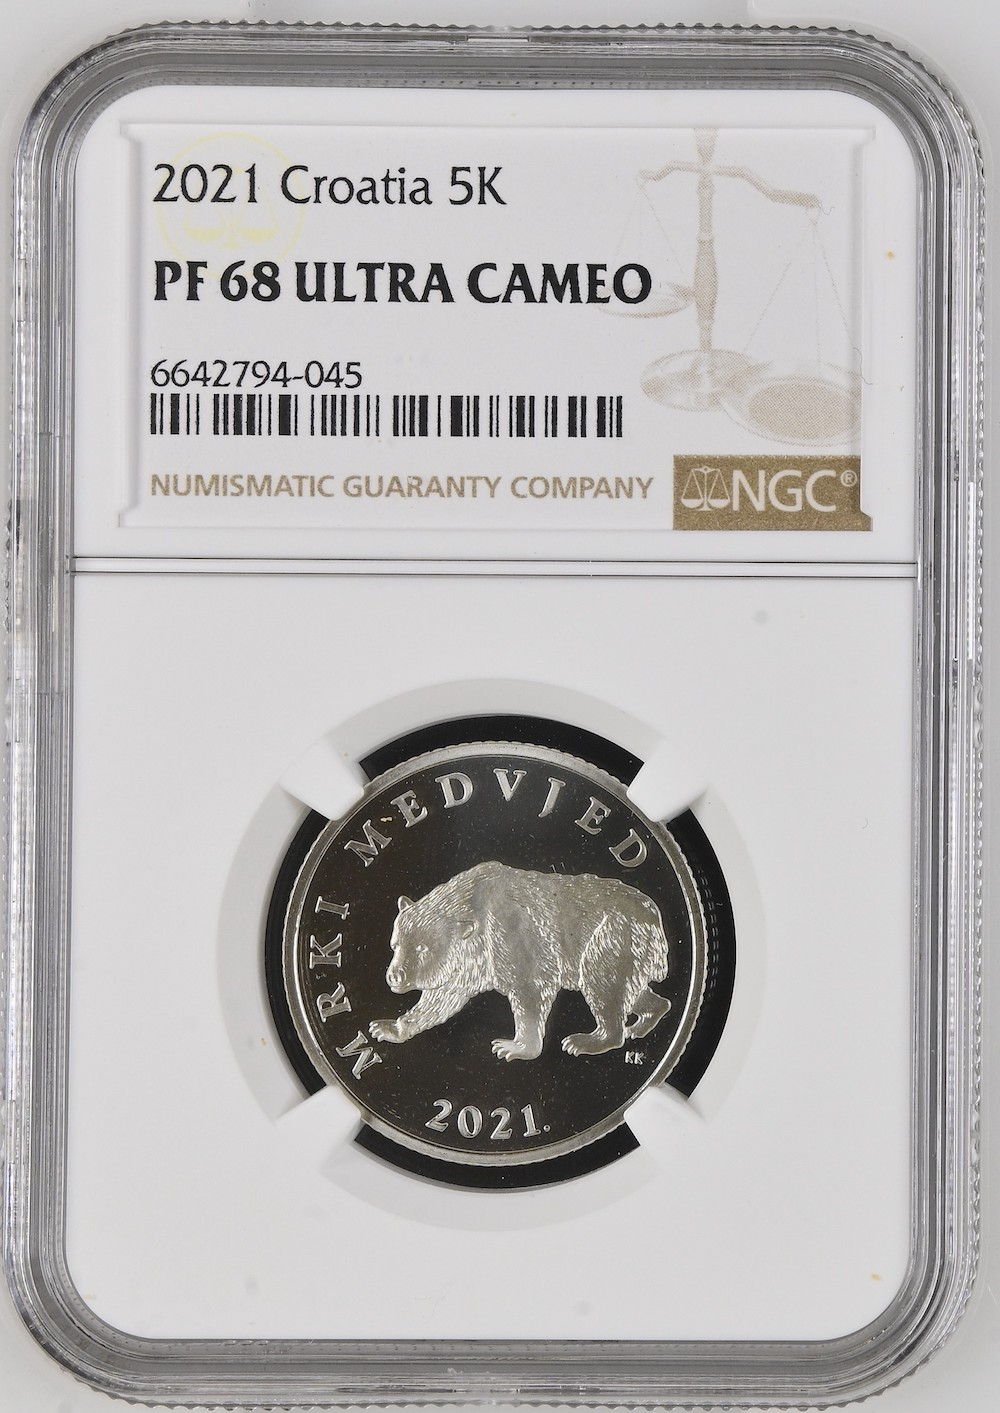 2021 Croatia 5K
PF 68 ULTRA CAMEO
6642794-045
NUMISMATIC GUARANTY COMPANY
NGC®
MRKI MEDVJED
KK
2021.